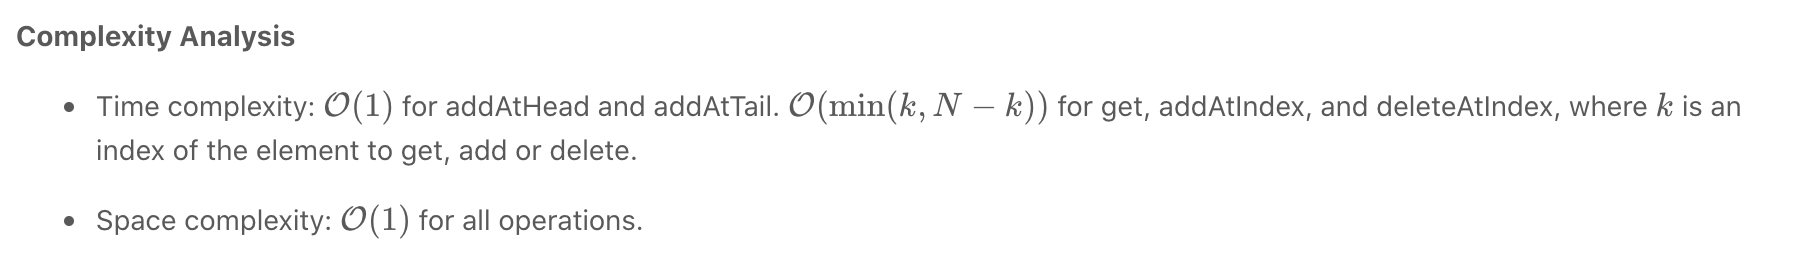 Complexity Analysis
• Time complexity: 𝒪(1) for addAtHead and addAtTail. 𝒪(min(k, N − k)) for get, addAtIndex, and deleteAtIndex, where k is an
index of the element to get, add or delete.
• Space complexity: 𝒪(1) for all operations.